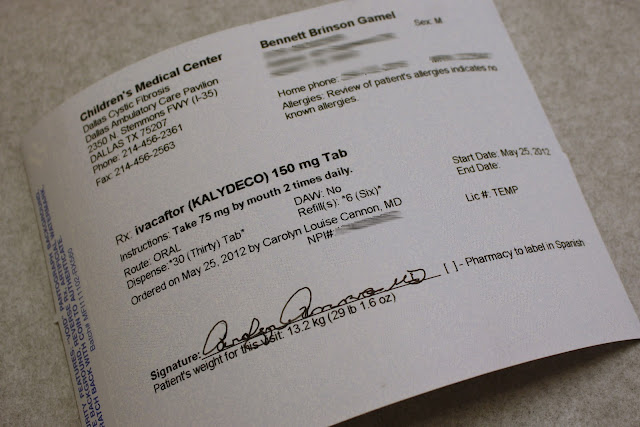 Children's Medical Center
Dallas Cystic Fibrosis
Dallas Ambulatory Care Pavilion
2350 N. Stemmons FWY (I-35)
DALLAS TX 75207
Phone: 214-456-2361
Fax: 214-456-2563
Bennett Brinson Gamel
Sex: M
Home phone:
Allergies: Review of patient's allergies indicates no
known allergies.
Rx: ivacaftor (KALYDECO) 150 mg Tab
Instructions: Take 75 mg by mouth 2 times daily.
Route: ORAL
DAW: No
Dispense: "30 (Thirty) Tab"
Refill(s): "6 (Six)"
Ordered on May 25, 2012 by Carolyn Louise Cannon, MD
NPI#
Start Date: May 25, 2012
End Date:
Lic #: TEMP
[ ] - Pharmacy to label in Spanish
Signature:
Patient's weight for this visit: 13.2 kg (29 lb 1.6 oz)